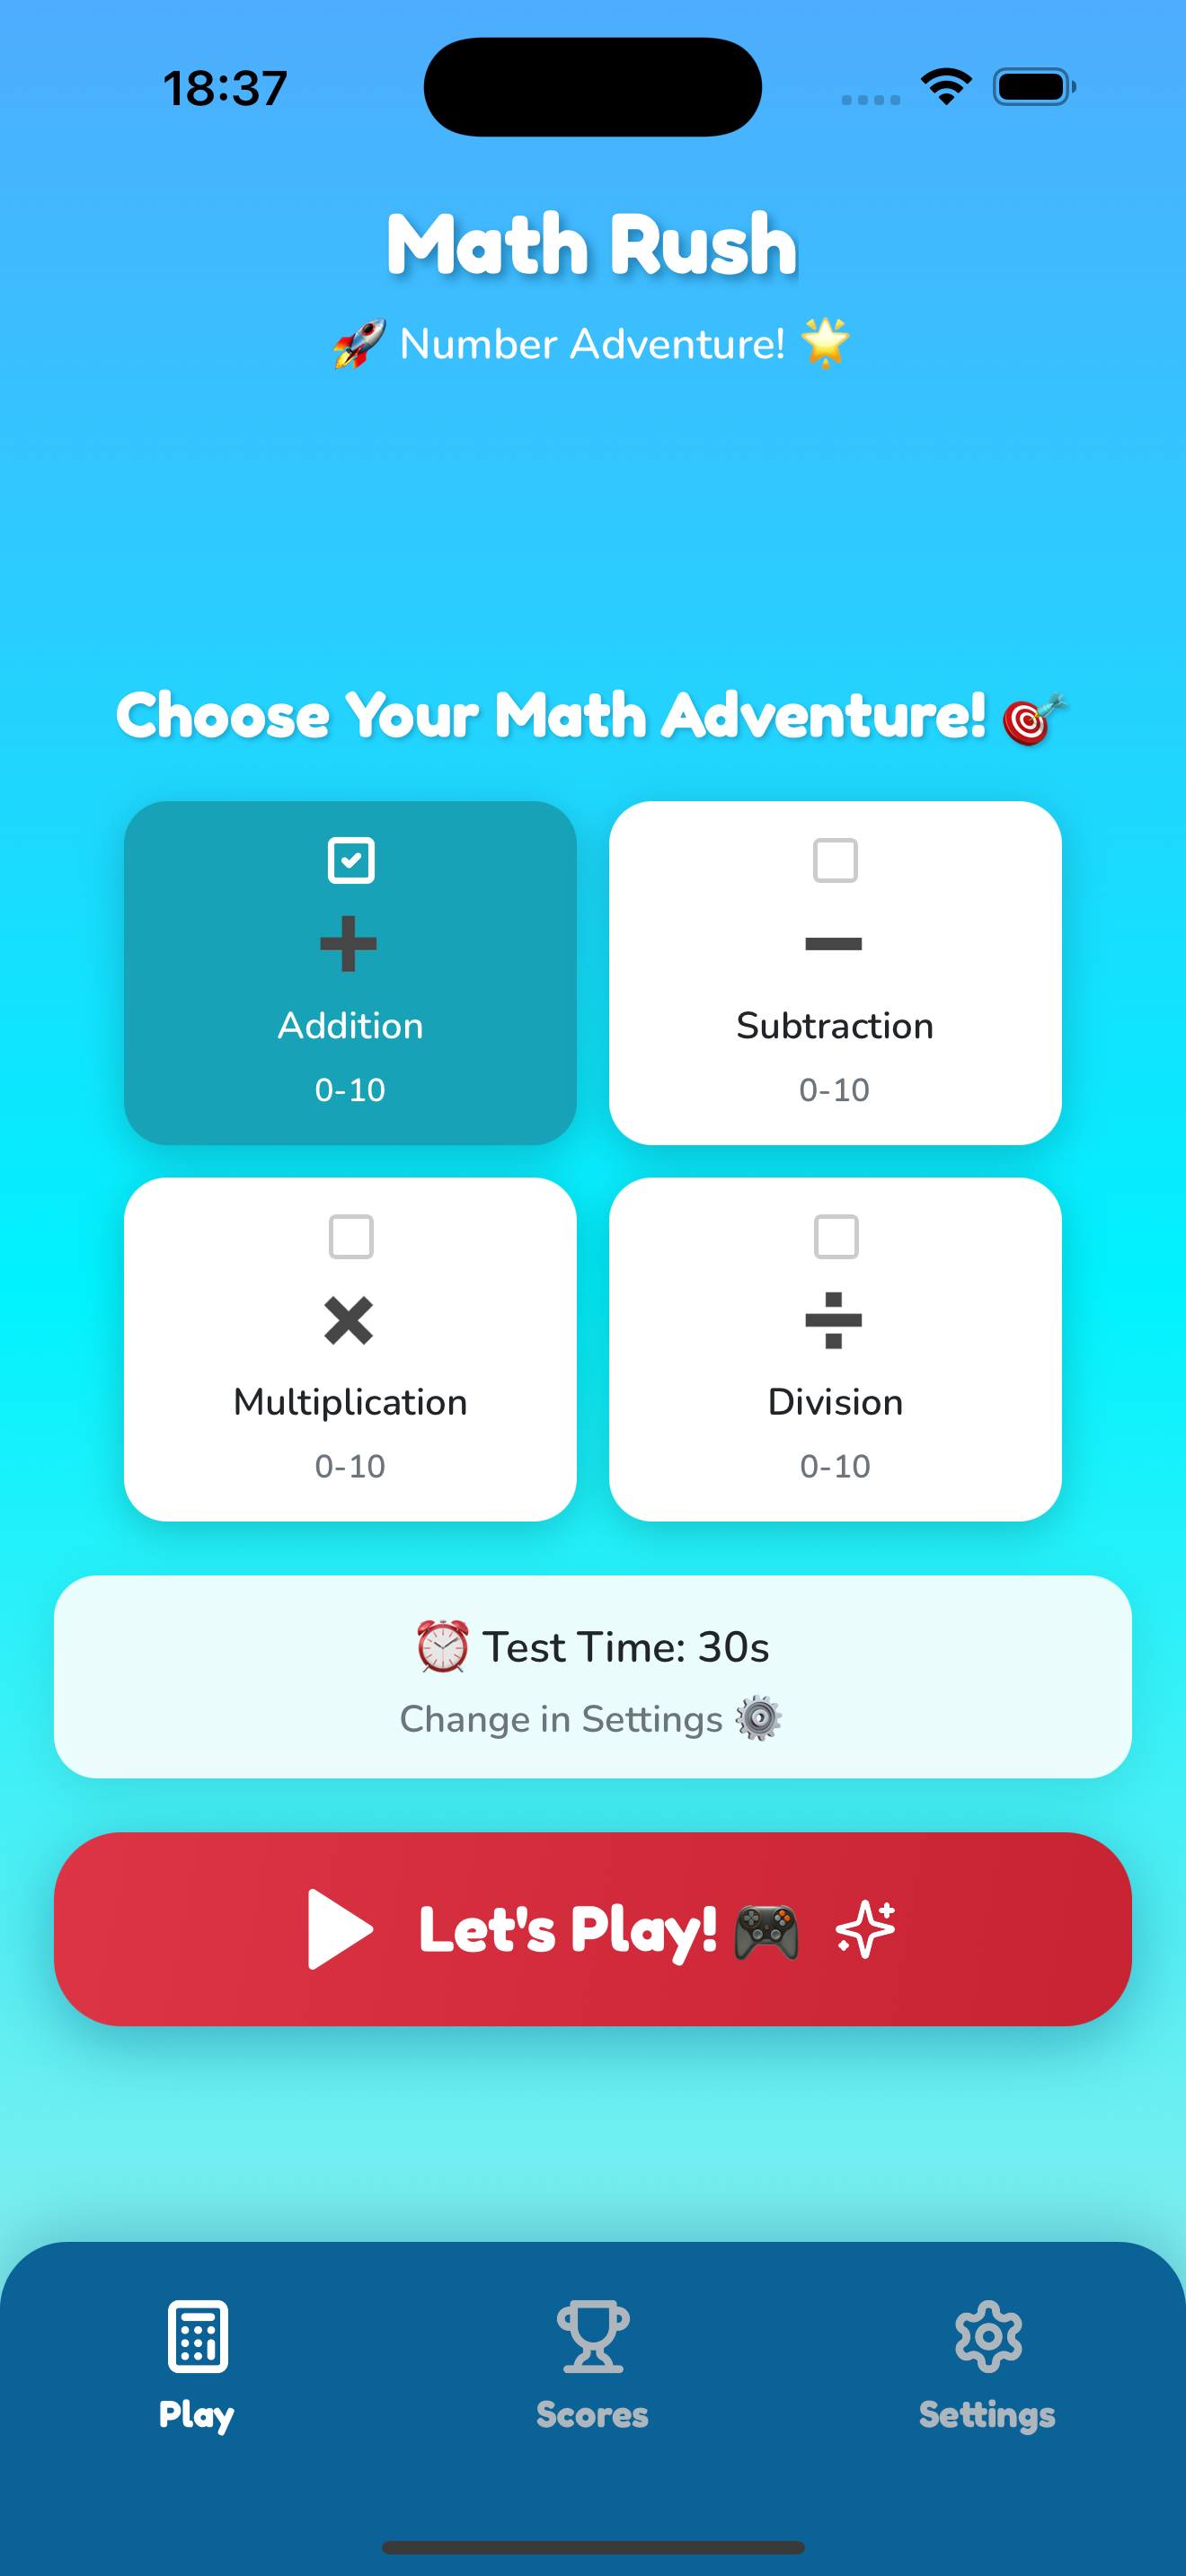 18:37
Math Rush
🚀 Number Adventure! 🌟
Choose Your Math Adventure! 🎯
➕
Addition
0-10
➖
Subtraction
0-10
✖️
Multiplication
0-10
➗
Division
0-10
⏰ Test Time: 30s
Change in Settings ⚙️
Let's Play! 🎮
Play
Scores
Settings